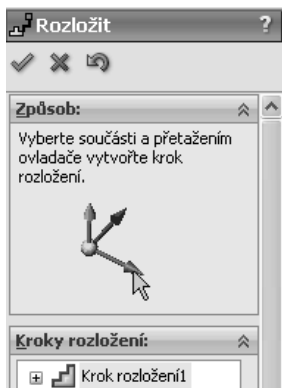 Rozložit ?
Způsob:
Vyberte součásti a přetažením
ovladače vytvořte krok
rozložení.
Kroky rozložení:
Krok rozložení1